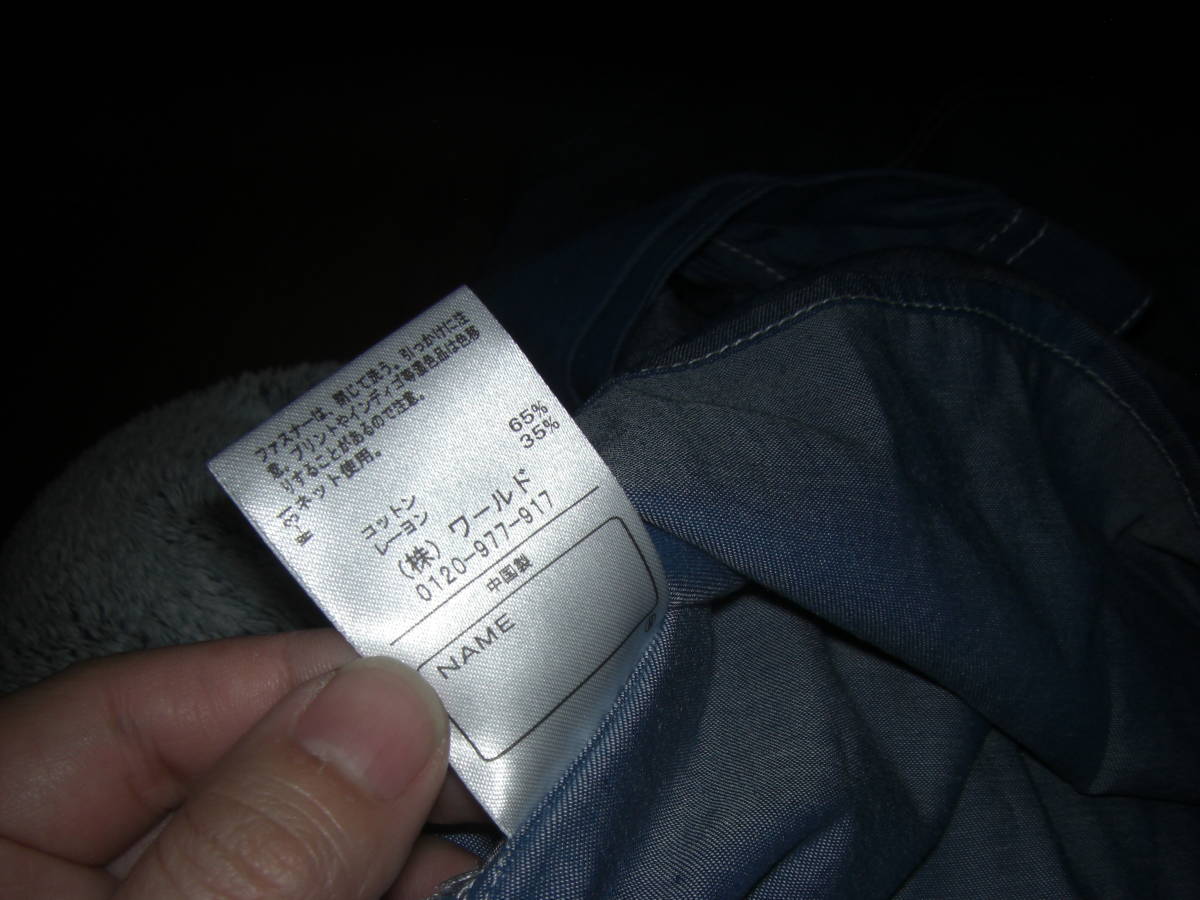 ファスナーは、閉じて洗う。引っかけに注
意。プリントやインディゴ等濃色品は色移
りすることがあるので注意。
ネット使用。
コットン 65%
レーヨン 35%
(株) ワールド
0120-977-917
中国製
NAME